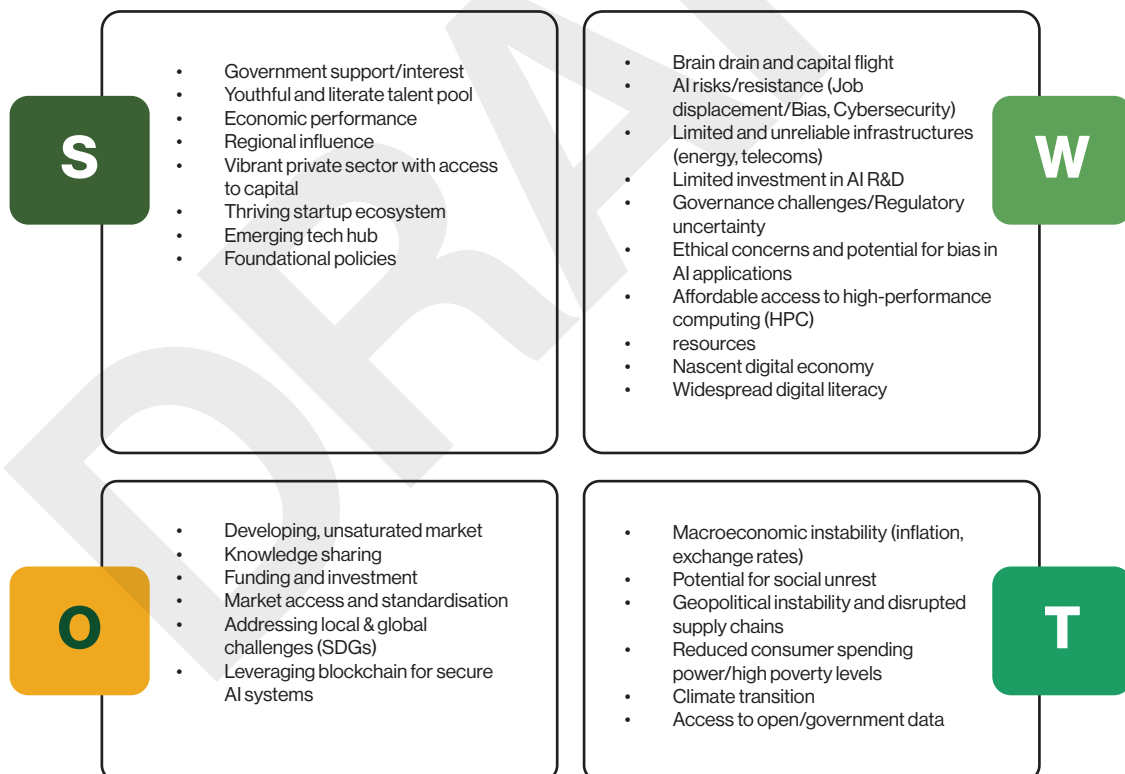 S
• Government support/interest
• Youthful and literate talent pool
• Economic performance
• Regional influence
• Vibrant private sector with access
to capital
• Thriving startup ecosystem
• Emerging tech hub
• Foundational policies
W
• Brain drain and capital flight
• AI risks/resistance (Job
displacement/Bias, Cybersecurity)
• Limited and unreliable infrastructures
(energy, telecoms)
• Limited investment in AI R&D
• Governance challenges/Regulatory
uncertainty
• Ethical concerns and potential for bias in
AI applications
• Affordable access to high-performance
computing (HPC)
• resources
• Nascent digital economy
• Widespread digital literacy
O
• Developing, unsaturated market
• Knowledge sharing
• Funding and investment
• Market access and standardisation
• Addressing local & global
challenges (SDGs)
• Leveraging blockchain for secure
AI systems
T
• Macroeconomic instability (inflation,
exchange rates)
• Potential for social unrest
• Geopolitical instability and disrupted
supply chains
• Reduced consumer spending
power/high poverty levels
• Climate transition
• Access to open/government data
DRA